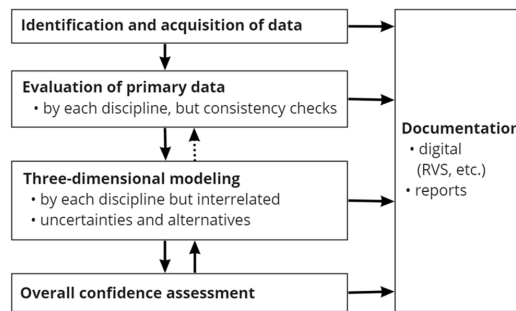 Identification and acquisition of data
Evaluation of primary data
• by each discipline, but consistency checks
Three-dimensional modeling
• by each discipline but interrelated
• uncertainties and alternatives
Overall confidence assessment
Documentation
• digital
(RVS, etc.)
• reports